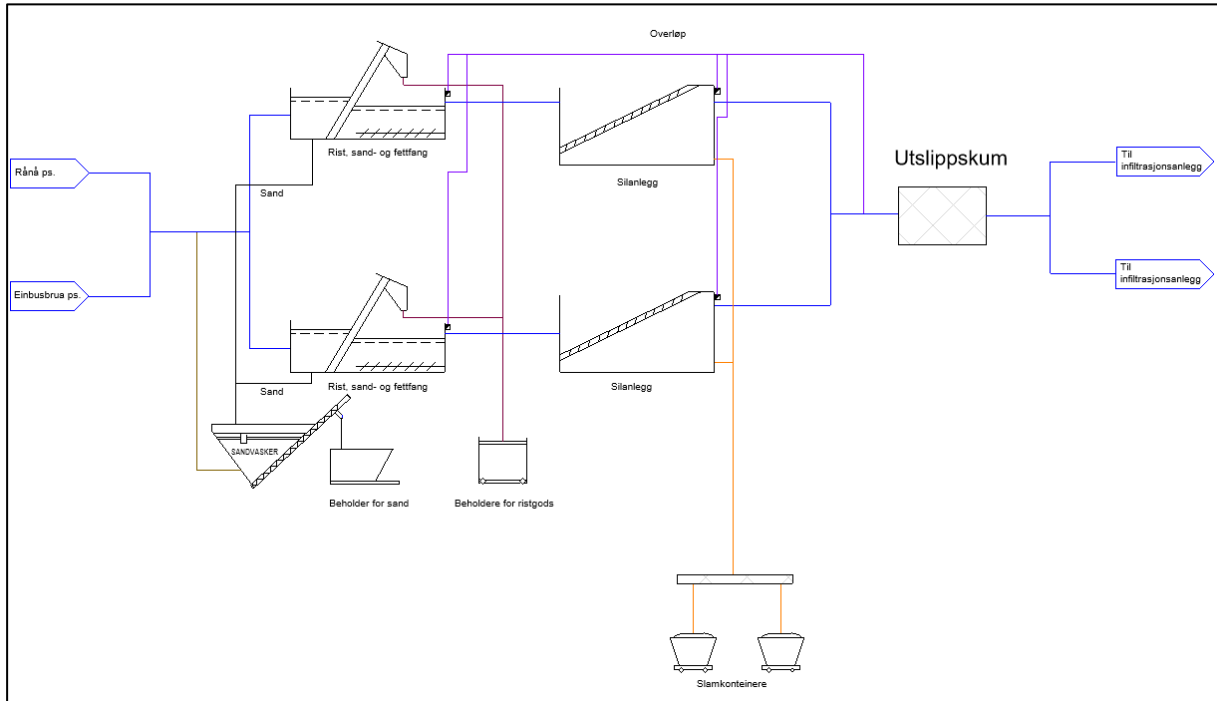 Overløp
Rist, sand- og fettfang
Silanlegg
Utslippskum
Til
infiltrasjonsanlegg
Rånå ps.
Sand
Einbusbrua ps.
Til
infiltrasjonsanlegg
Rist, sand- og fettfang
Silanlegg
Sand
SANDVASKER
Beholder for sand
Beholdere for ristgods
Slamkonteinere